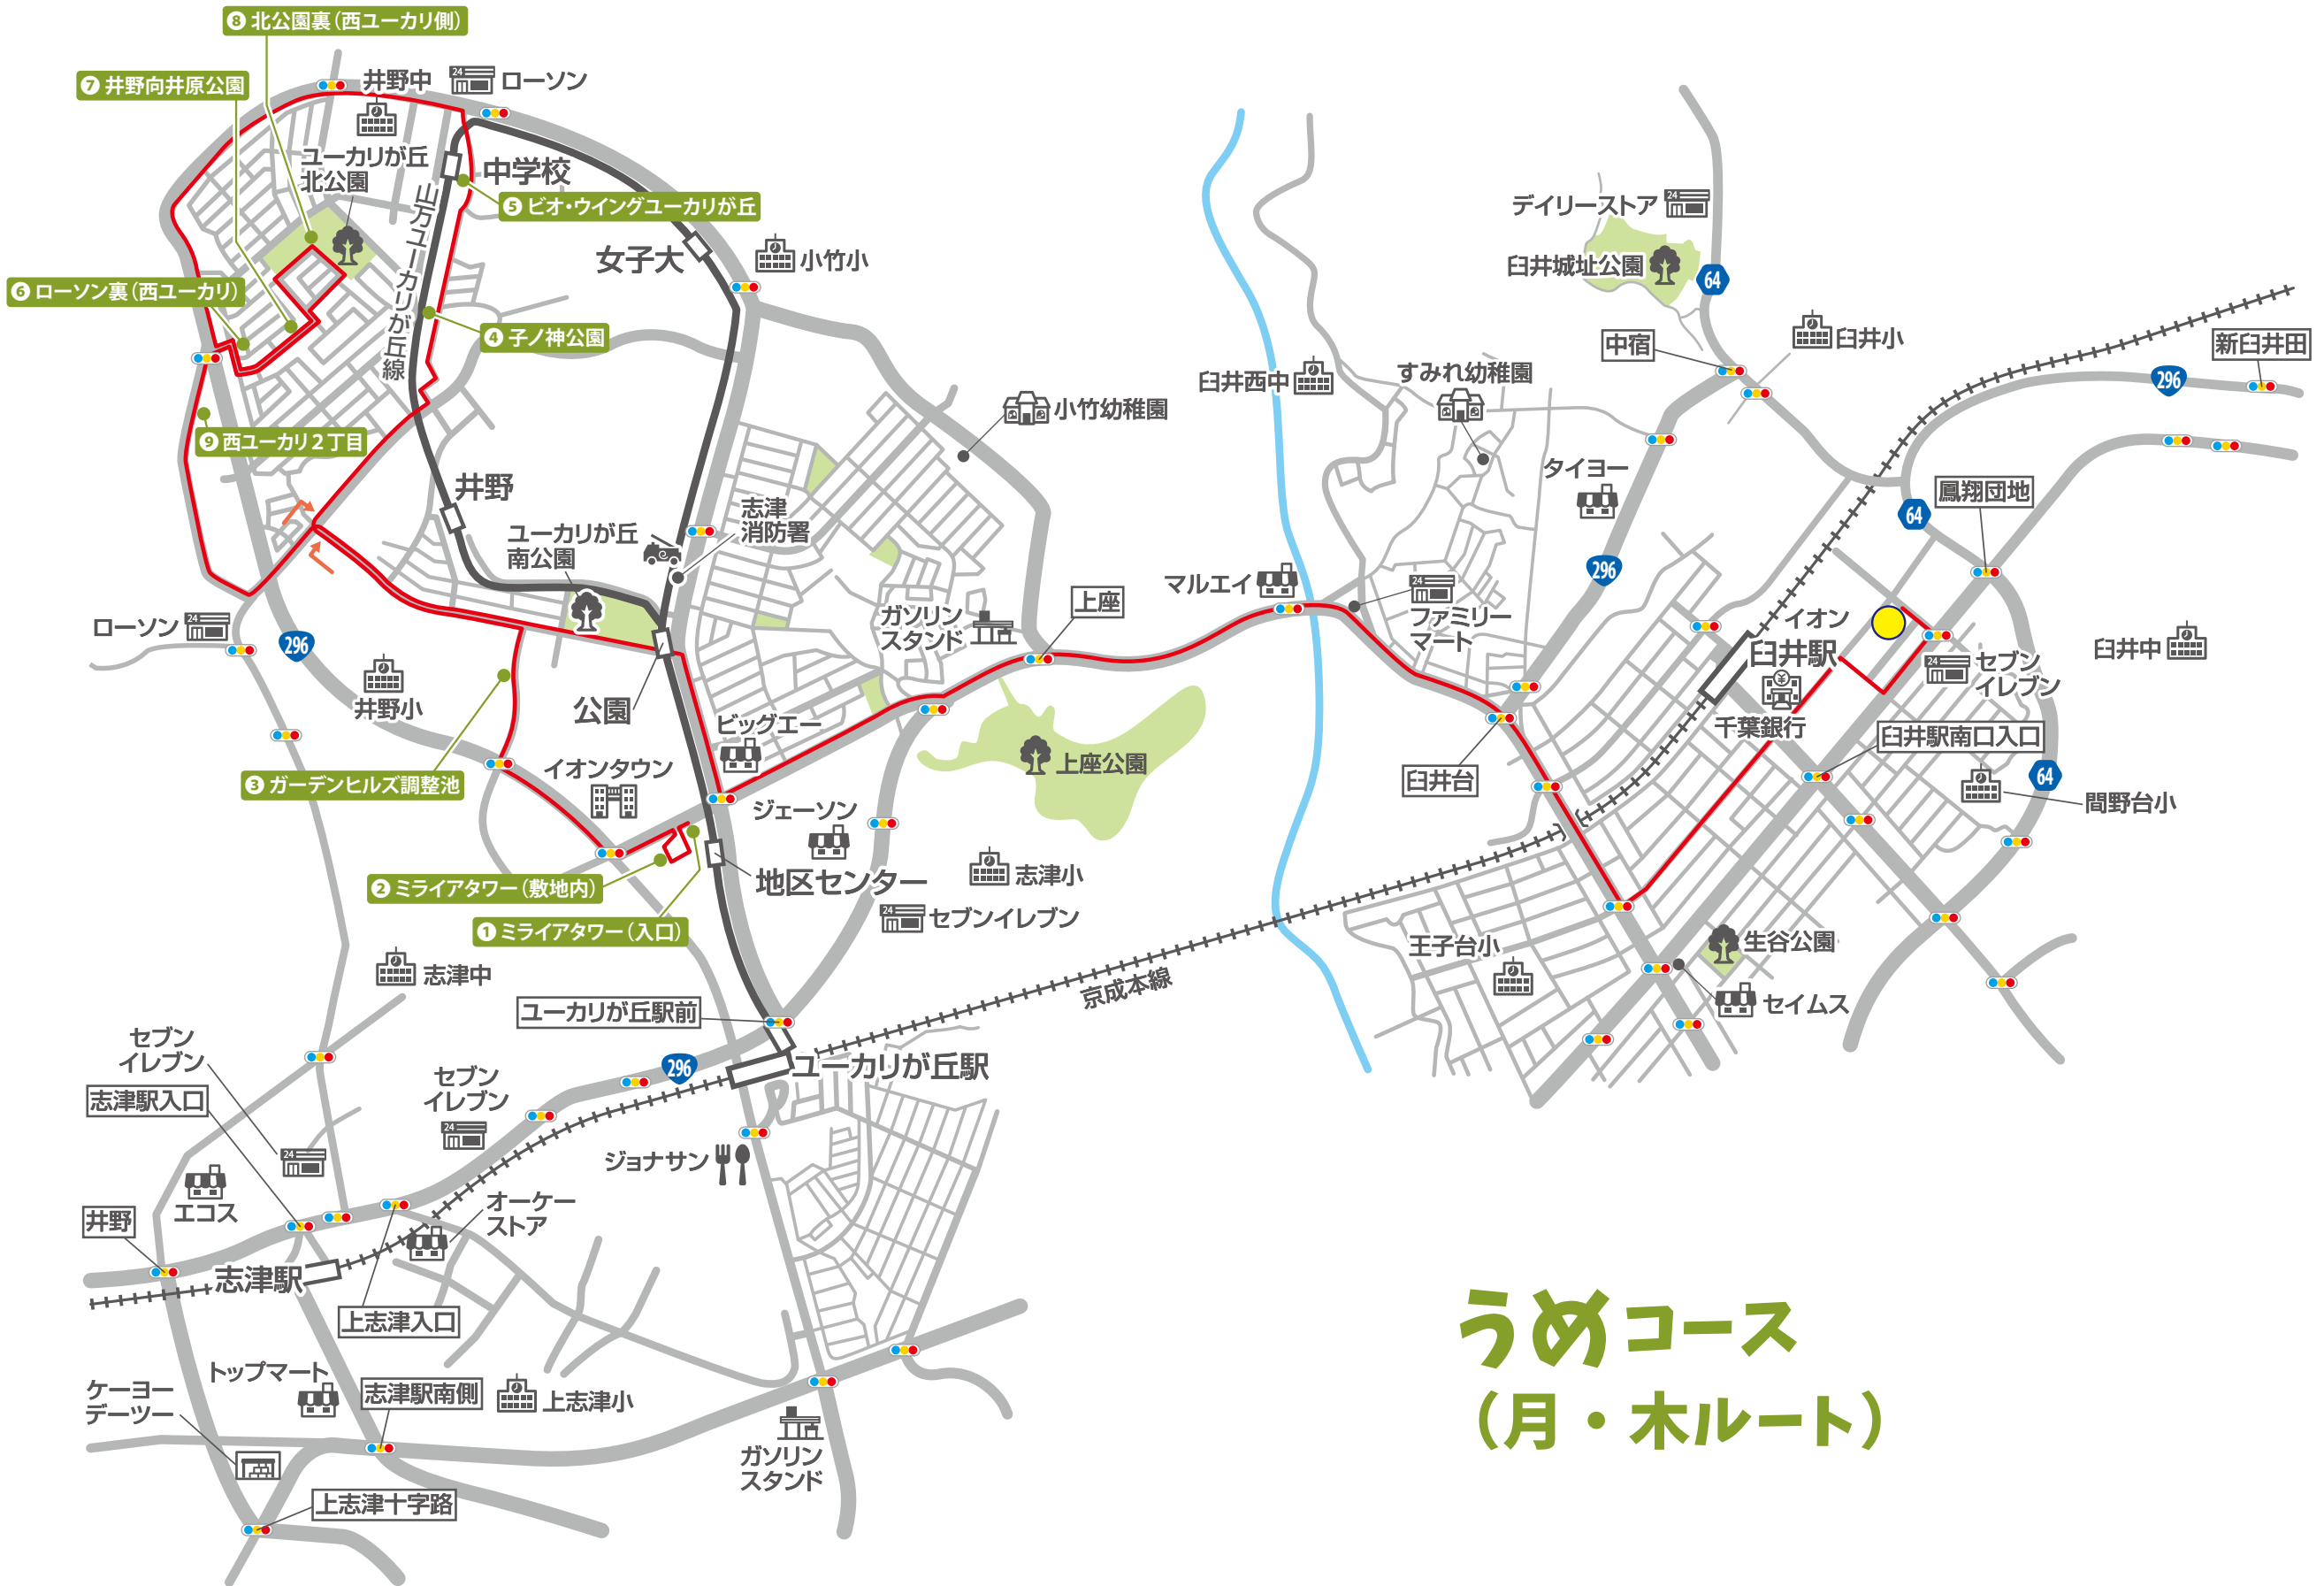 ❽ 北公園裏（西ユーカリ側）
❼ 井野向井原公園
井野中
24
ローソン
ユーカリが丘
北公園
中学校
山万ユーカリが丘線
❺ ビオ・ウイングユーカリが丘
女子大
小竹小
❻ ローソン裏（西ユーカリ）
❹ 子ノ神公園
❾ 西ユーカリ２丁目
小竹幼稚園
井野
志津
消防署
ユーカリが丘
南公園
ガソリン
スタンド
上座
ローソン
24
296
井野小
公園
ビッグエー
❸ ガーデンヒルズ調整池
イオンタウン
ジェーソン
上座公園
❷ ミライアタワー（敷地内）
地区センター
志津小
24
セブンイレブン
❶ ミライアタワー（入口）
志津中
ユーカリが丘駅前
京成本線
296
ユーカリが丘駅
セブン
イレブン
24
志津駅入口
セブン
イレブン
24
ジョナサン
エコス
オーケー
ストア
井野
志津駅
上志津入口
トップマート
ケーヨー
デーツー
志津駅南側
上志津小
ガソリン
スタンド
上志津十字路
デイリーストア
24
臼井城址公園
64
中宿
臼井小
新臼井田
296
臼井西中
すみれ幼稚園
タイヨー
鳳翔団地
64
296
マルエイ
24
ファミリー
マート
イオン
臼井駅
24
セブン
イレブン
臼井中
千葉銀行
臼井駅南口入口
臼井台
64
間野台小
王子台小
生谷公園
セイムス
うめコース
（月・木ルート）